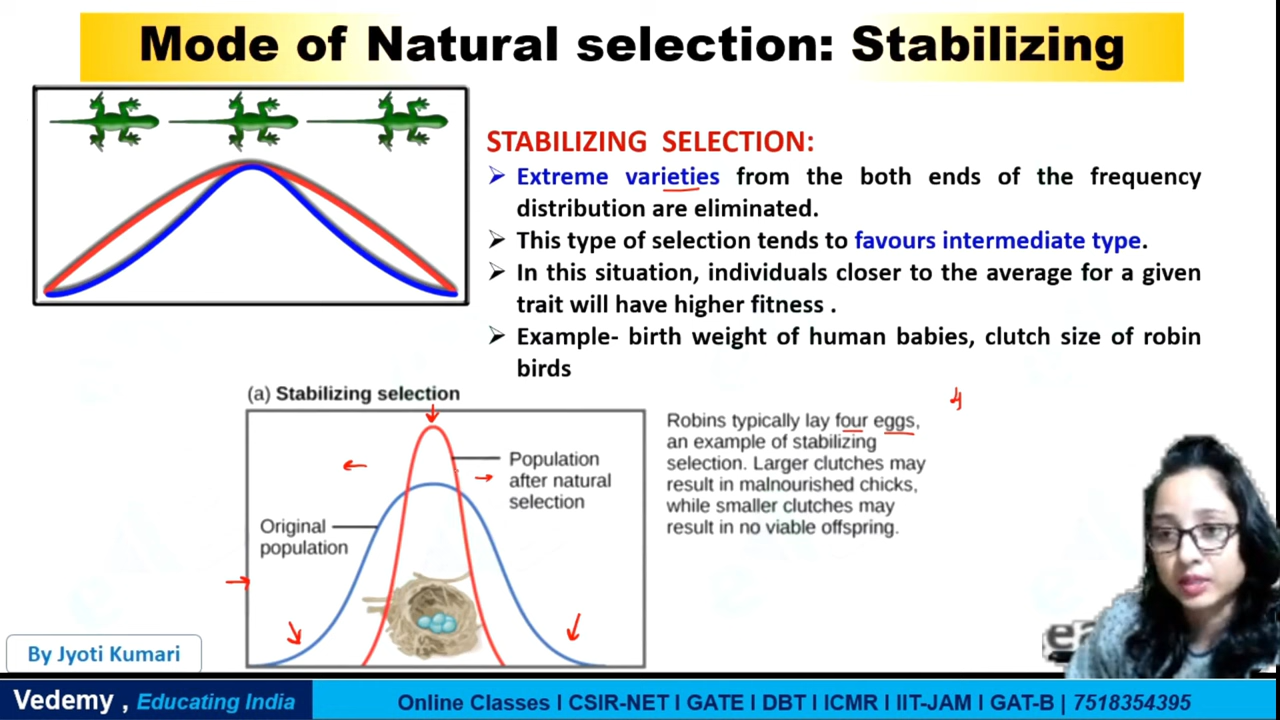 Mode of Natural selection: Stabilizing
STABILIZING SELECTION:
➢ Extreme varieties from the both ends of the frequency
distribution are eliminated.
➢ This type of selection tends to favours intermediate type.
➢ In this situation, individuals closer to the average for a given
trait will have higher fitness .
➢ Example- birth weight of human babies, clutch size of robin
birds
(a) Stabilizing selection
Population
after natural
selection
Original
population
4
Robins typically lay four eggs,
an example of stabilizing
selection. Larger clutches may
result in malnourished chicks,
while smaller clutches may
result in no viable offspring.
By Jyoti Kumari
Vedemy , Educating India
Online Classes I CSIR-NET I GATE I DBT I ICMR I IIT-JAM I GAT-B I 7518354395